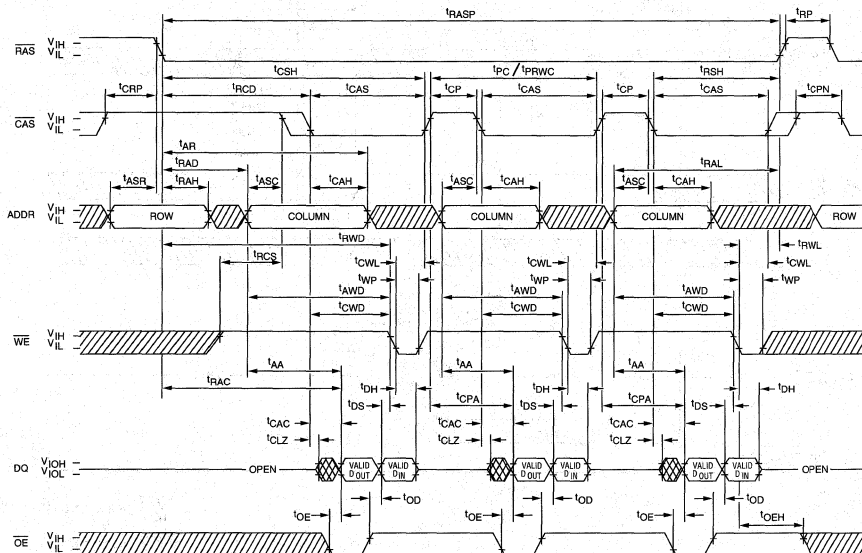 tRASP tRP
RAS VIH
VIL
tCSH tPC / tPRWC tRSH
tCRP tRCD tCAS tCP tCAS tCP tCAS tCPN
CAS VIH
VIL
tAR
tRAD tRAL
tASR tRAH tASC tCAH tASC tCAH tASC tCAH
ADDR VIH
VIL
ROW COLUMN COLUMN COLUMN ROW
tRWD tRWL
tRCS tCWL tCWL tCWL
tWP tWP tWP
tAWD tAWD tAWD
tCWD tCWD tCWD
WE VIH
VIL
tAA tAA tAA
tRAC tDH tDH tDH
tDS tCPA tDS tCPA tDS
tCAC tCAC tCAC
tCLZ tCLZ tCLZ
DQ VIOH
VIOL
OPEN VALID DOUT VALID DIN VALID DOUT VALID DIN VALID DOUT VALID DIN OPEN
tOD tOD tOD
tOE tOE tOE tOEH
OE VIH
VIL